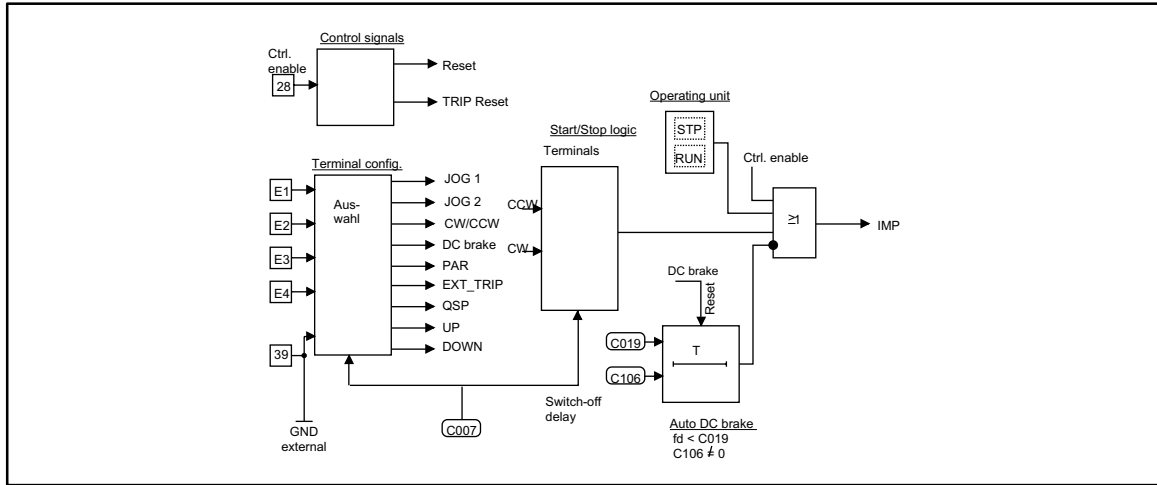 Control signals
Ctrl.
enable
28
Reset
TRIP Reset
Operating unit
STP
RUN
Start/Stop logic
Terminals
Ctrl. enable
Terminal config.
E1
E2
E3
E4
39
Aus-
wahl
JOG 1
JOG 2
CW/CCW
DC brake
PAR
EXT_TRIP
QSP
UP
DOWN
CCW
CW
≥1
IMP
DC brake
Reset
C019
C106
T
GND
external
C007
Switch-off
delay
Auto DC brake
fd < C019
C106 ≠ 0